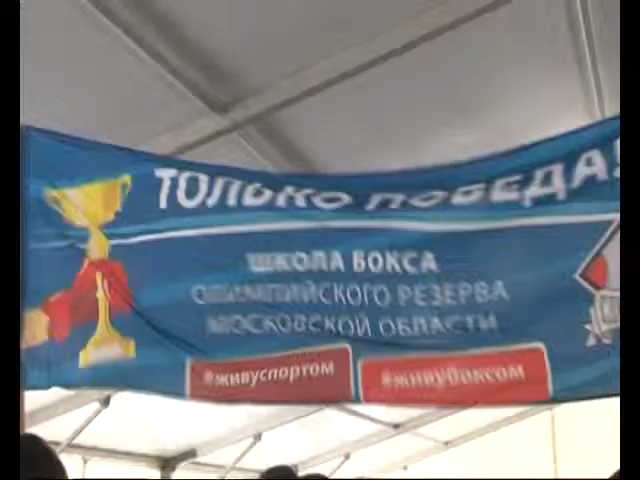 ТОЛЬКО ПОБЕДА!
ШКОЛА БОКСА
ОЛИМПИЙСКОГО РЕЗЕРВА
МОСКОВСКОЙ ОБЛАСТИ
#живуспортом #живубоксом